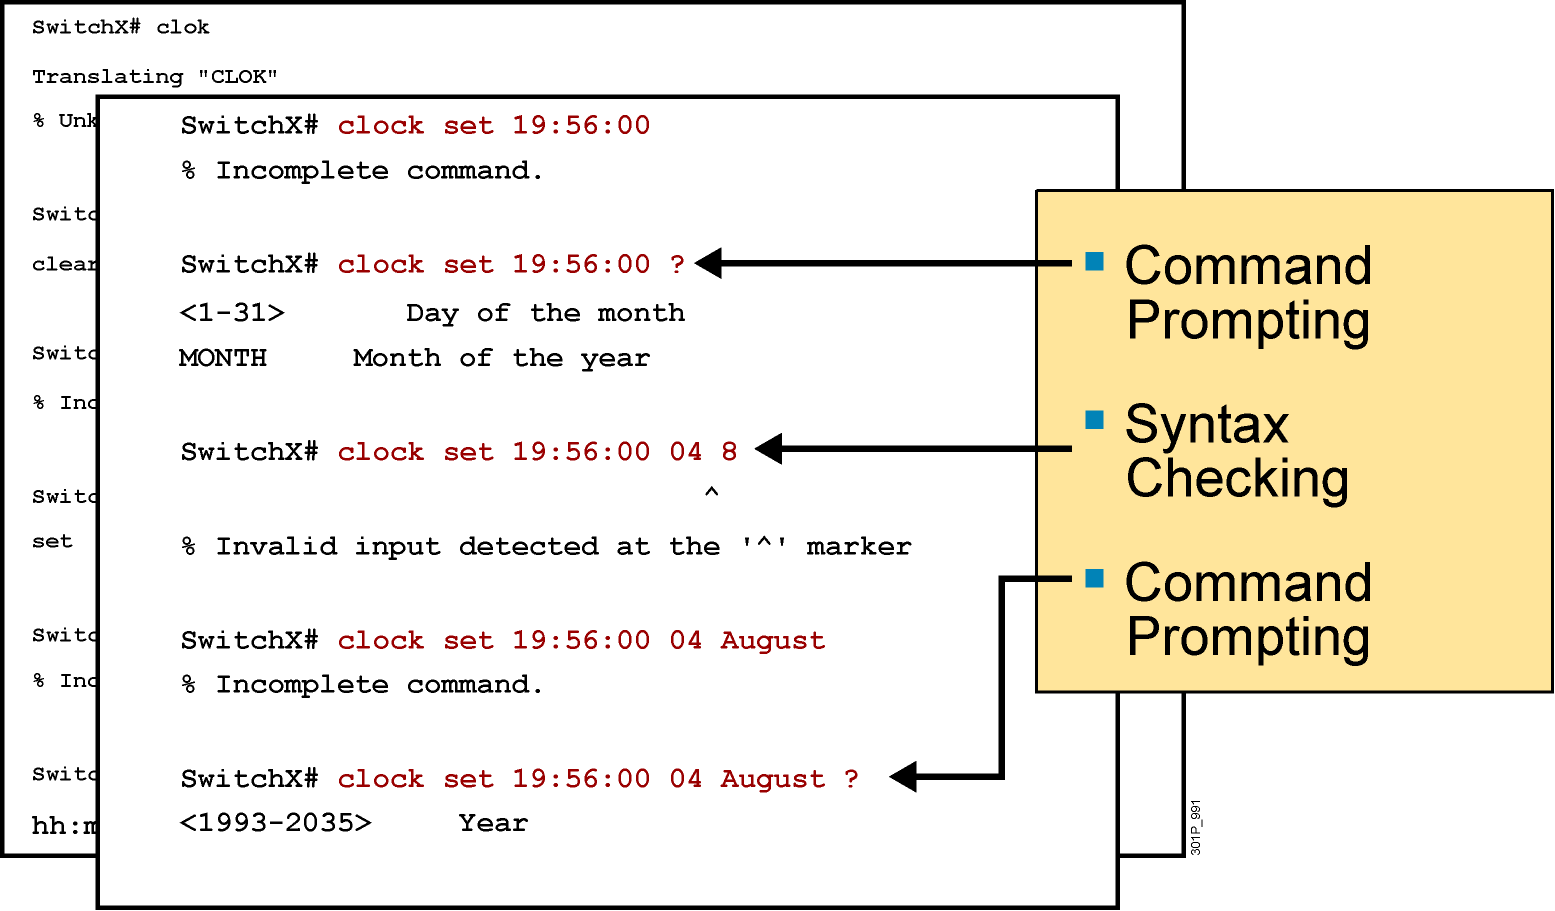 SwitchX# clok
Translating "CLOK"
% Unk
Switc
clear
Switc
% Inc
Switc
set
Switc
% Inc
Switc
hh:m
SwitchX# clock set 19:56:00
% Incomplete command.
SwitchX# clock set 19:56:00 ?
<1-31> Day of the month
MONTH Month of the year
SwitchX# clock set 19:56:00 04 8
^
% Invalid input detected at the '^' marker
SwitchX# clock set 19:56:00 04 August
% Incomplete command.
SwitchX# clock set 19:56:00 04 August ?
<1993-2035> Year
Command
Prompting
Syntax
Checking
Command
Prompting
301P_991